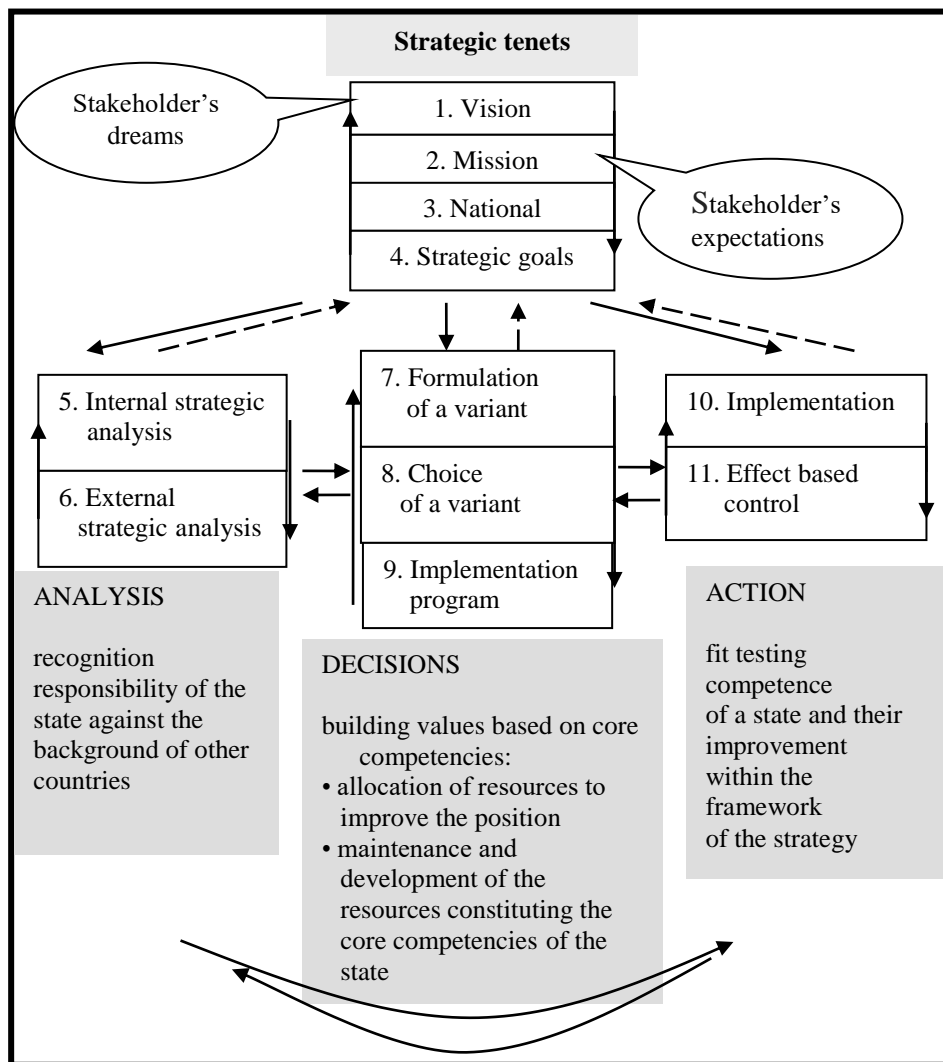 Strategic tenets
Stakeholder’s
dreams
1. Vision
2. Mission
3. National
4. Strategic goals
Stakeholder’s
expectations
5. Internal strategic
analysis
6. External
strategic analysis
7. Formulation
of a variant
8. Choice
of a variant
9. Implementation
program
10. Implementation
11. Effect based
control
ANALYSIS
recognition
responsibility of the
state against the
background of other
countries
DECISIONS
building values based on core
competencies:
• allocation of resources to
improve the position
• maintenance and
development of the
resources constituting the
core competencies of the
state
ACTION
fit testing
competence
of a state and their
improvement
within the
framework
of the strategy